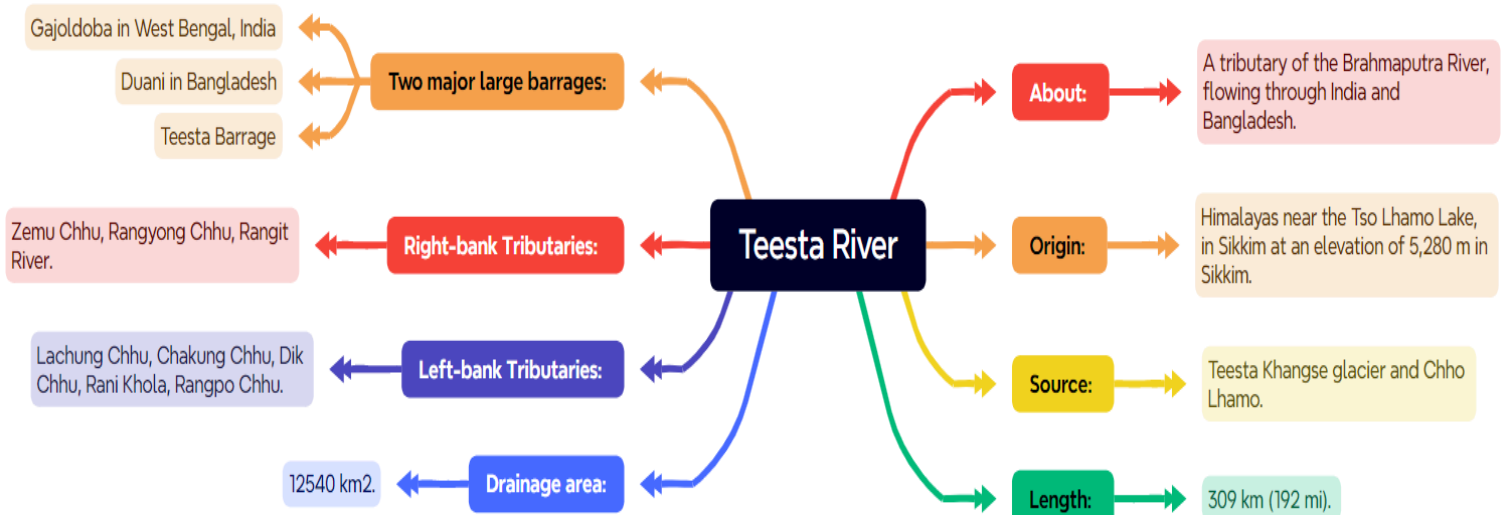 Teesta River
About:
A tributary of the Brahmaputra River,
flowing through India and
Bangladesh.
Origin:
Himalayas near the Tso Lhamo Lake,
in Sikkim at an elevation of 5,280 m in
Sikkim.
Source:
Teesta Khangse glacier and Chho
Lhamo.
Length:
309 km (192 mi).
Two major large barrages:
Gajoldoba in West Bengal, India
Duani in Bangladesh
Teesta Barrage
Right-bank Tributaries:
Zemu Chhu, Rangyong Chhu, Rangit
River.
Left-bank Tributaries:
Lachung Chhu, Chakung Chhu, Dik
Chhu, Rani Khola, Rangpo Chhu.
Drainage area:
12540 km2.